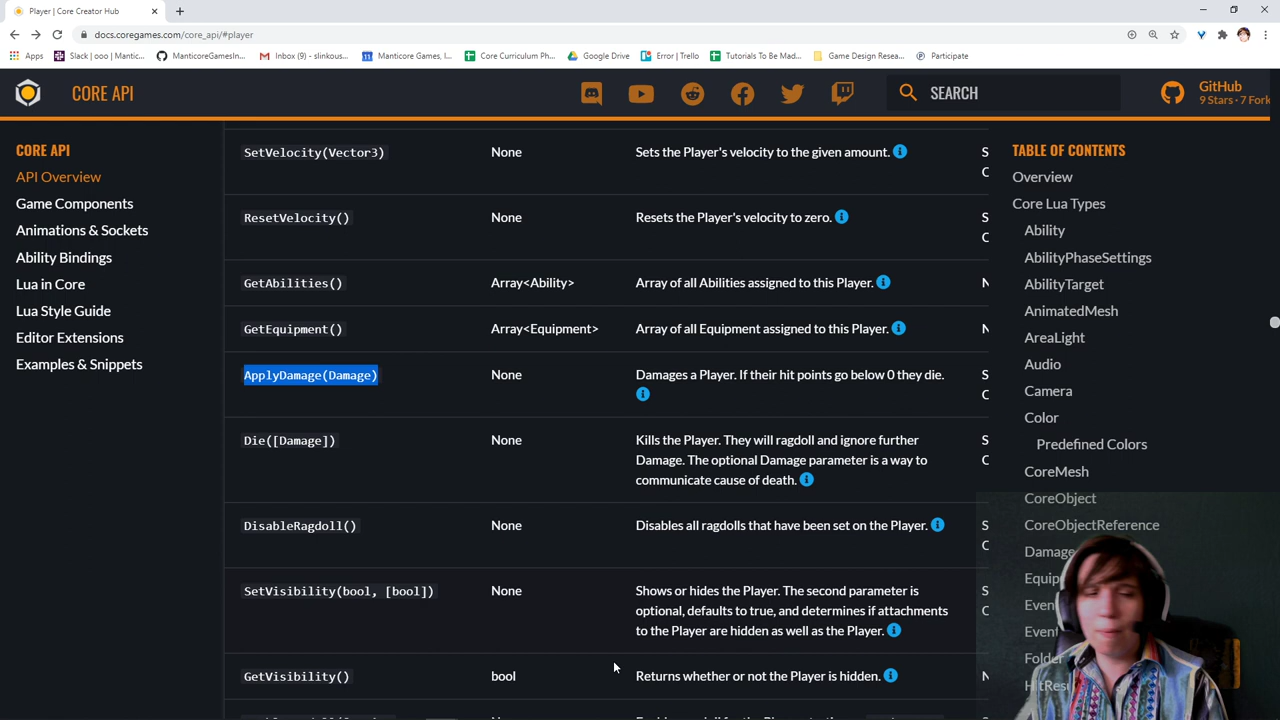 Player | Core Creator Hub
docs.coregames.com/core_api/#player
Apps
Slack | ooo | Mantic...
ManticoreGamesIn...
Inbox (9) - slinkous...
Manticore Games, I...
Core Curriculum Ph...
Google Drive
Error | Trello
Tutorials To Be Mad...
Game Design Resea...
Participate
CORE API
SEARCH
GitHub
9 Stars · 7 Fork
CORE API
API Overview
Game Components
Animations & Sockets
Ability Bindings
Lua in Core
Lua Style Guide
Editor Extensions
Examples & Snippets
SetVelocity(Vector3)
None
Sets the Player's velocity to the given amount.
S
C
ResetVelocity()
None
Resets the Player's velocity to zero.
S
C
GetAbilities()
Array<Ability>
Array of all Abilities assigned to this Player.
N
GetEquipment()
Array<Equipment>
Array of all Equipment assigned to this Player.
N
ApplyDamage(Damage)
None
Damages a Player. If their hit points go below 0 they die.
S
C
Die([Damage])
None
Kills the Player. They will ragdoll and ignore further
Damage. The optional Damage parameter is a way to
communicate cause of death.
S
C
DisableRagdoll()
None
Disables all ragdolls that have been set on the Player.
S
C
SetVisibility(bool, [bool])
None
Shows or hides the Player. The second parameter is
optional, defaults to true, and determines if attachments
to the Player are hidden as well as the Player.
S
C
GetVisibility()
bool
Returns whether or not the Player is hidden.
N
TABLE OF CONTENTS
Overview
Core Lua Types
Ability
AbilityPhaseSettings
AbilityTarget
AnimatedMesh
AreaLight
Audio
Camera
Color
Predefined Colors
CoreMesh
CoreObject
CoreObjectReference
Damage
Equip
Event
Event
Folder
HitResu